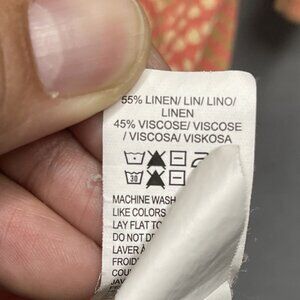 55% LINEN/ LIN/ LINO/
LINEN
45% VISCOSE/ VISCOSE
/ VISCOSA/ VISKOSA
30
MACHINE WASH
LIKE COLORS
LAY FLAT TO
DO NOT
LAVER À
FROID